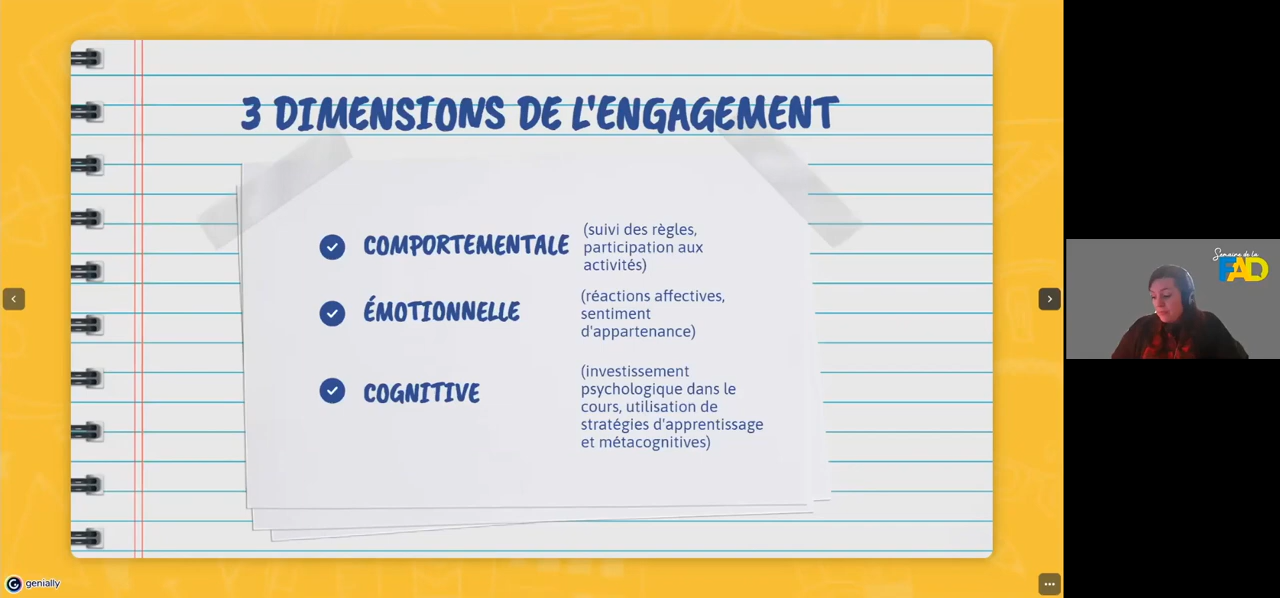 3 DIMENSIONS DE L'ENGAGEMENT
COMPORTEMENTALE
(suivi des règles,
participation aux
activités)
ÉMOTIONNELLE
(réactions affectives,
sentiment
d'appartenance)
COGNITIVE
(investissement
psychologique dans le
cours, utilisation de
stratégies d'apprentissage
et métacognitives)
Semaine de la
FAD
genially